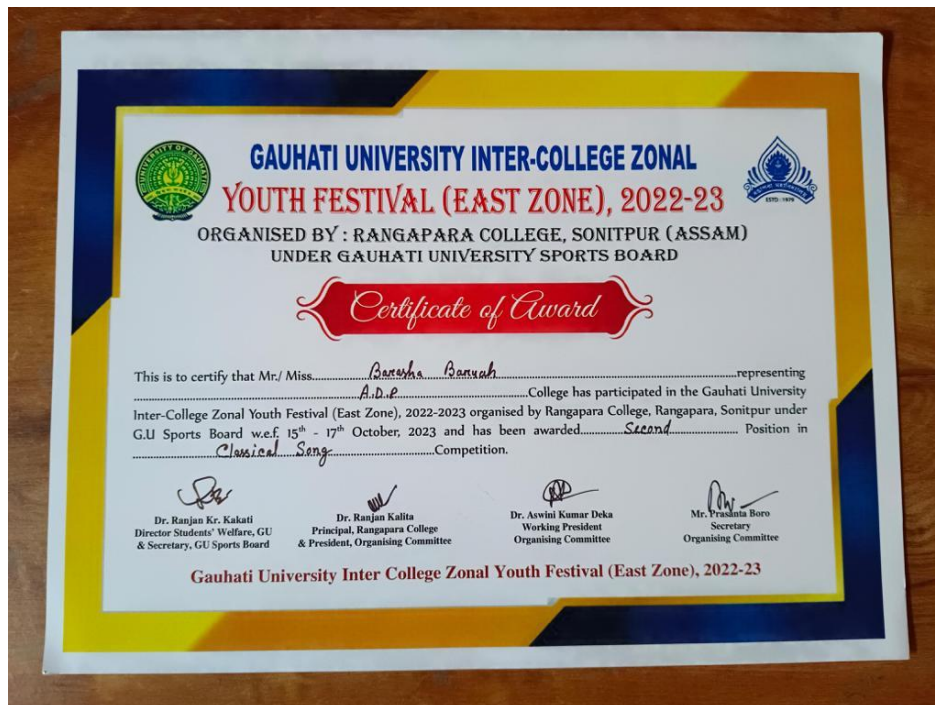 UNIVERSITY OF GAUHATI
ESTD : 1979
GAUHATI UNIVERSITY INTER-COLLEGE ZONAL
YOUTH FESTIVAL (EAST ZONE), 2022-23
ORGANISED BY : RANGAPARA COLLEGE, SONITPUR (ASSAM)
UNDER GAUHATI UNIVERSITY SPORTS BOARD
Certificate of Award
This is to certify that Mr./ Miss.....Barasha Baruah.....representing
.....A.D.P.....College has participated in the Gauhati University
Inter-College Zonal Youth Festival (East Zone), 2022-2023 organised by Rangapara College, Rangapara, Sonitpur under
G.U Sports Board w.e.f. 15th - 17th October, 2023 and has been awarded.....Second..... Position in
.....Classical Song.....Competition.
Dr. Ranjan Kr. Kakati
Director Students' Welfare, GU
& Secretary, GU Sports Board
Dr. Ranjan Kalita
Principal, Rangapara College
& President, Organising Committee
Dr. Aswini Kumar Deka
Working President
Organising Committee
Mr. Prasanta Boro
Secretary
Organising Committee
Gauhati University Inter College Zonal Youth Festival (East Zone), 2022-23